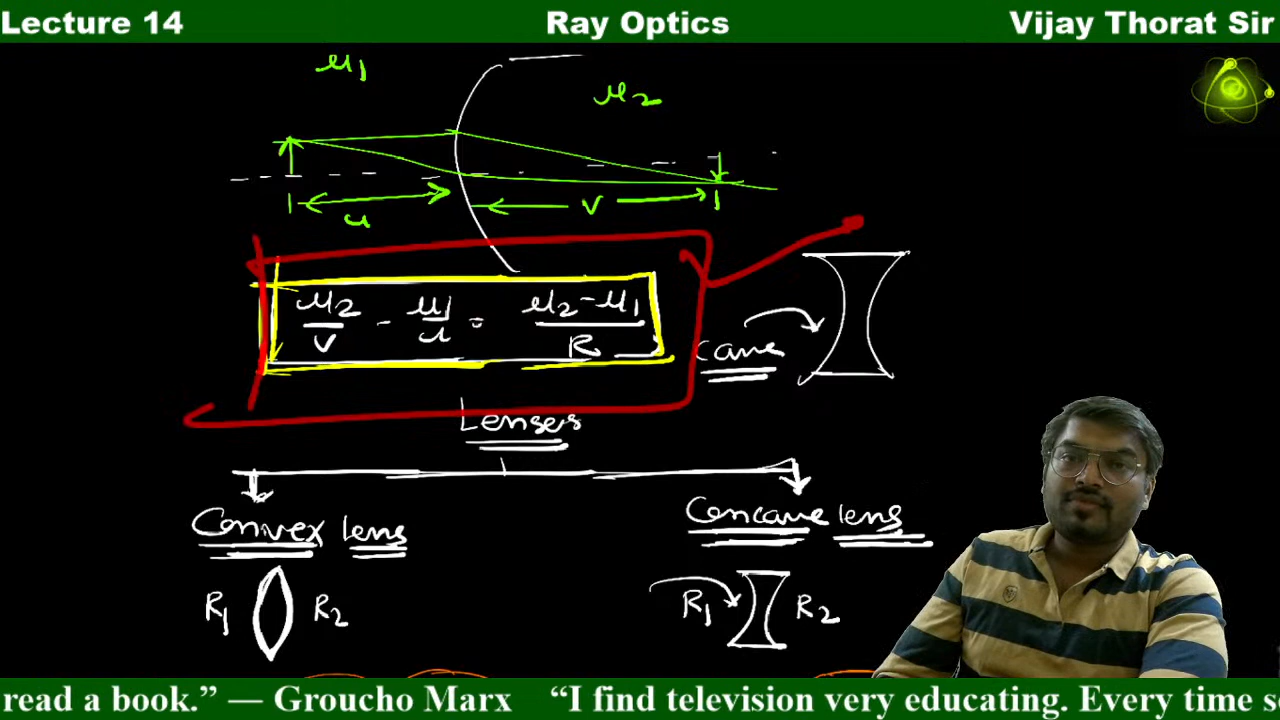 Lecture 14 Ray Optics Vijay Thorat Sir
μ1
μ2
u
v
μ2/v - μ1/u = μ2-μ1/R
cave
Lenses
Convex lens
Concave lens
R1 R2
R1 R2
read a book.” — Groucho Marx “I find television very educating. Every time s